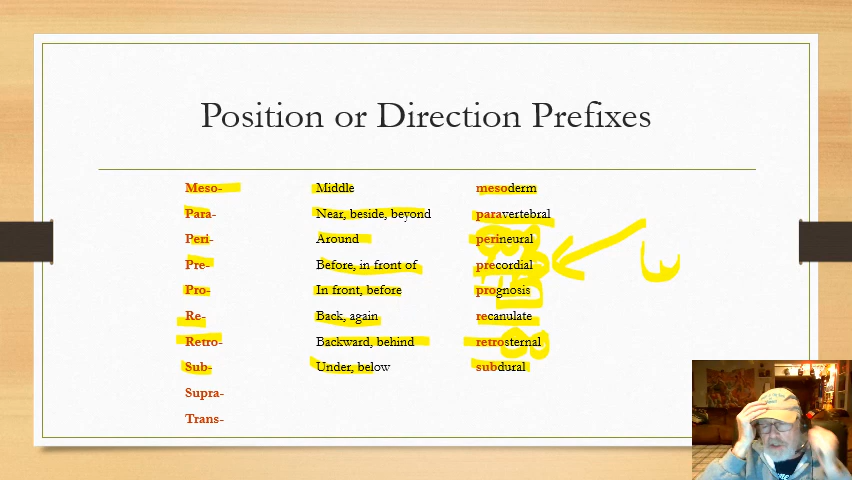 Position or Direction Prefixes
Meso- Middle mesoderm
Para- Near, beside, beyond paravertebral
Peri- Around perineural
Pre- Before, in front of precordial
Pro- In front, before prognosis
Re- Back, again recanulate
Retro- Backward, behind retrosternal
Sub- Under, below subdural
Supra-
Trans-